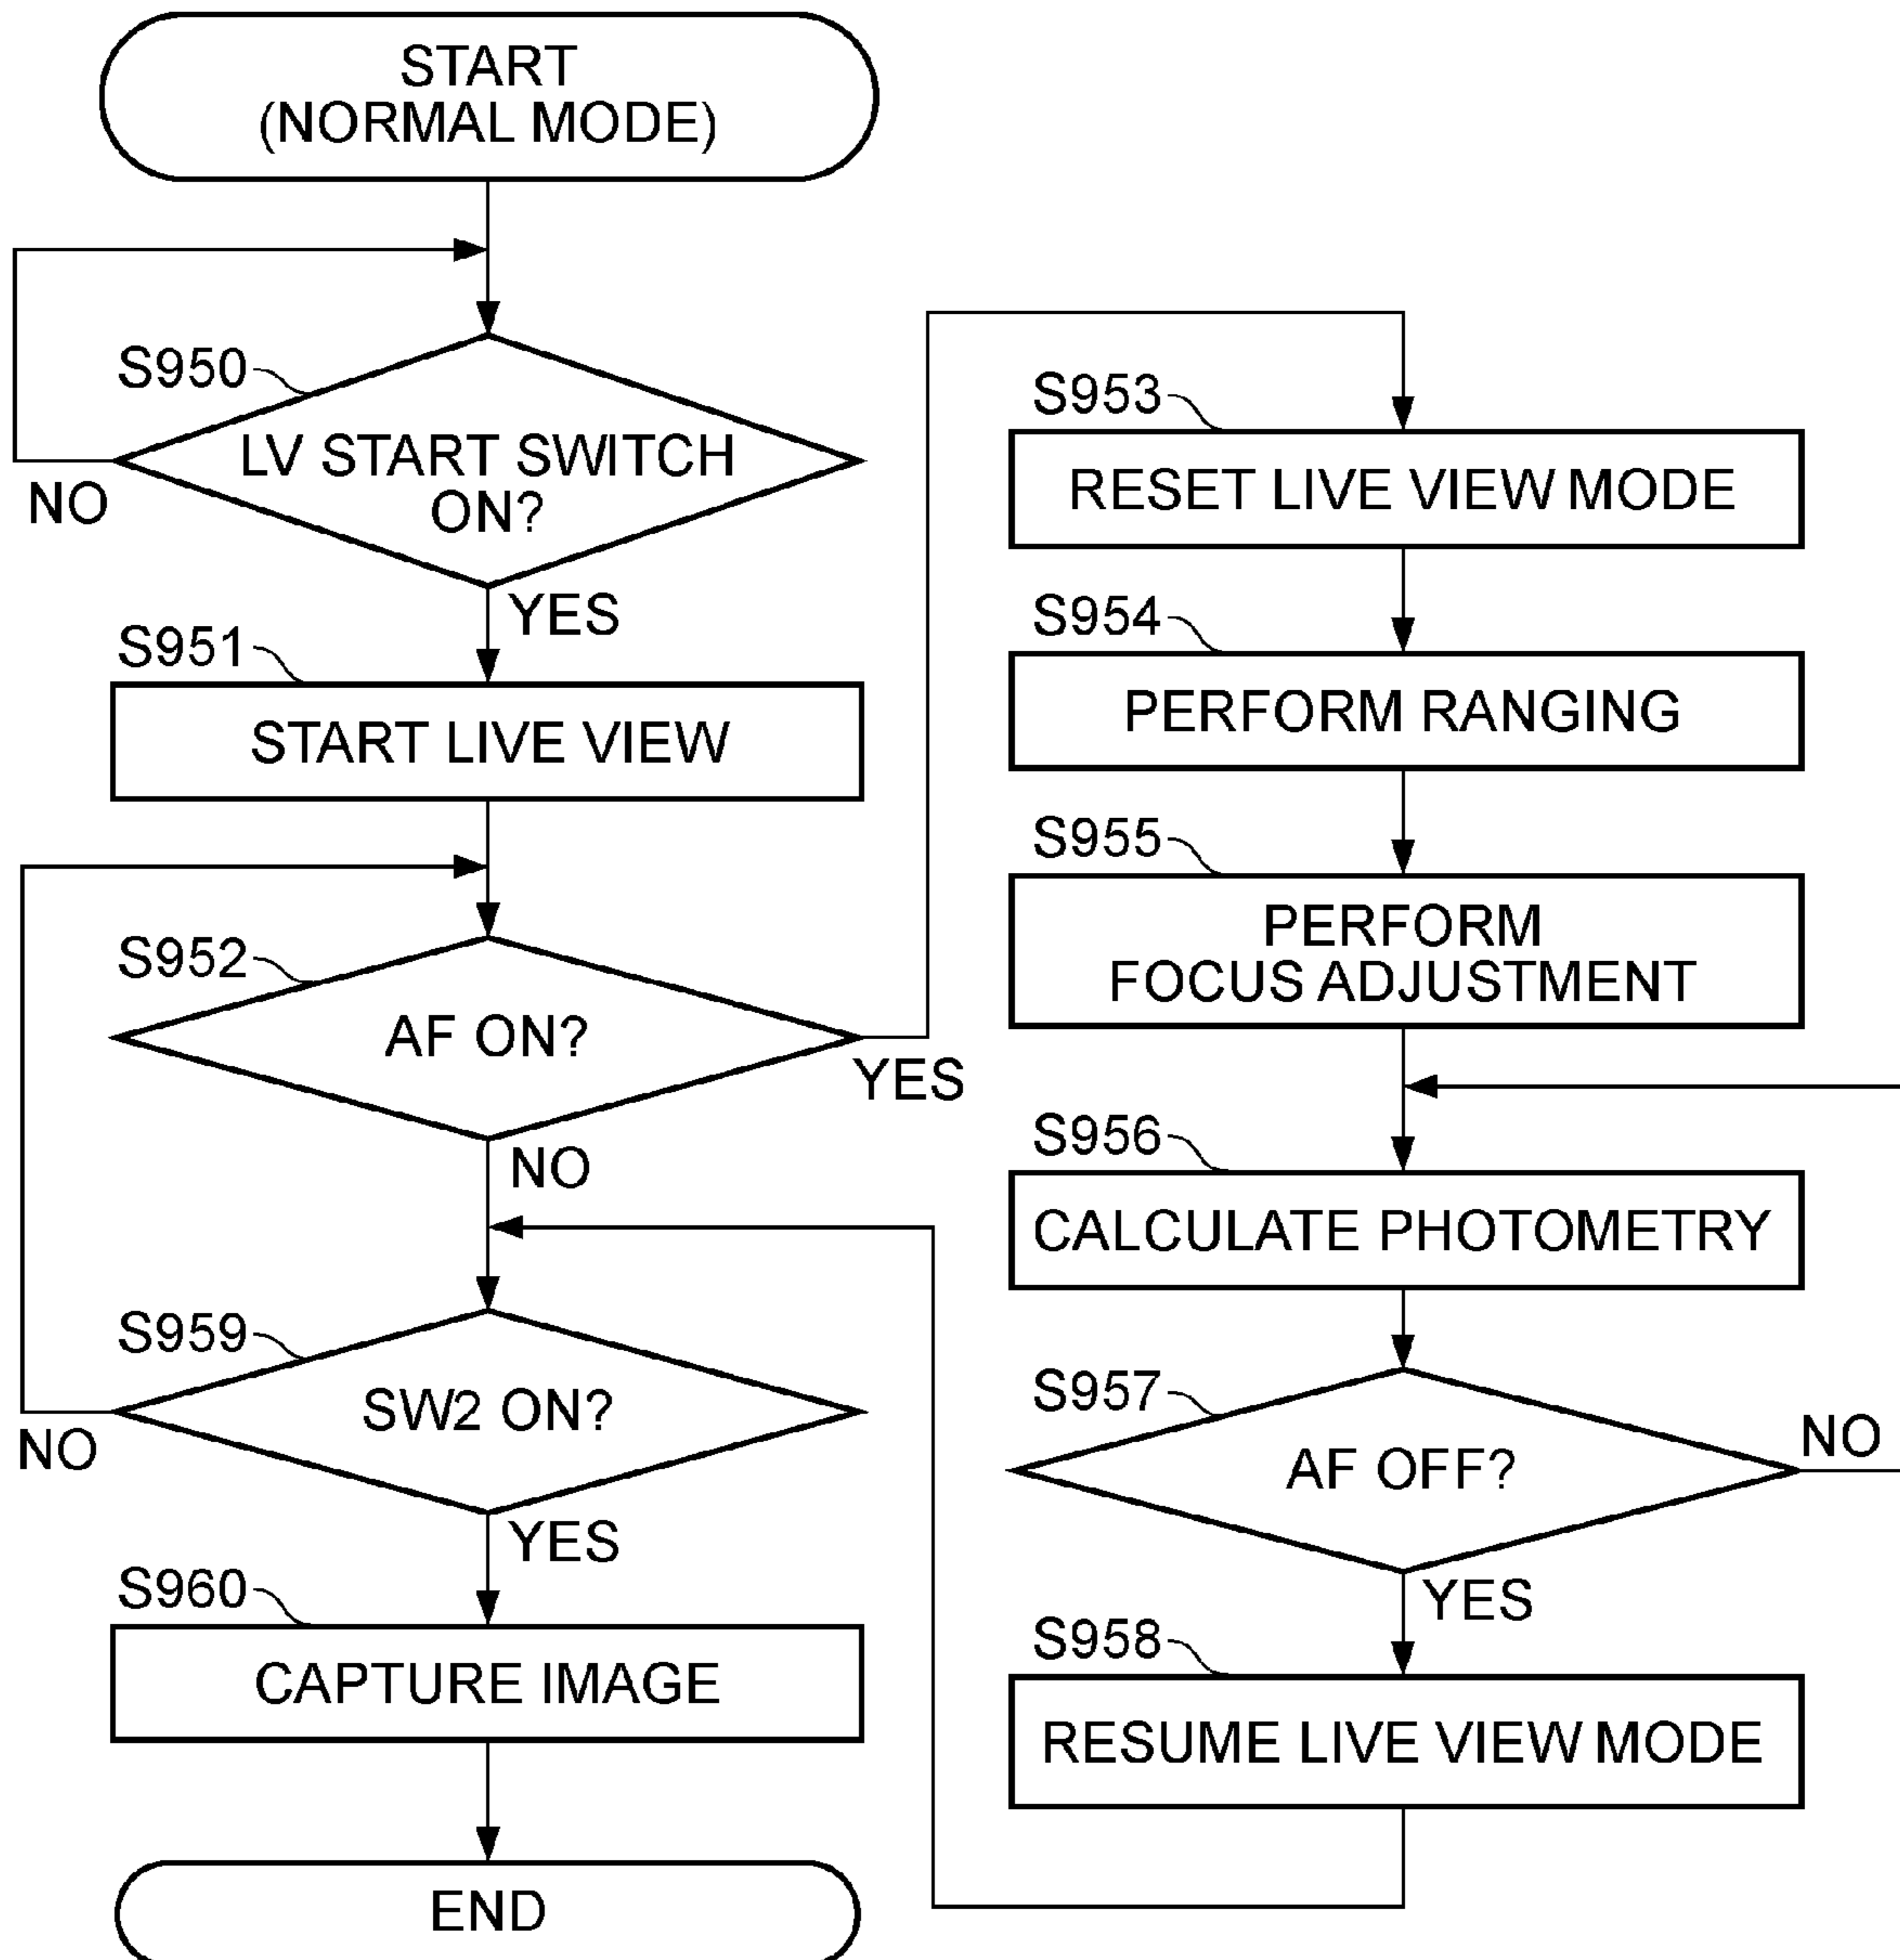 START
(NORMAL MODE)
S950
LV START SWITCH
ON?
NO
YES
S951
START LIVE VIEW
S952
AF ON?
YES
NO
S959
SW2 ON?
NO
YES
S960
CAPTURE IMAGE
END
S953
RESET LIVE VIEW MODE
S954
PERFORM RANGING
S955
PERFORM
FOCUS ADJUSTMENT
S956
CALCULATE PHOTOMETRY
S957
AF OFF?
NO
YES
S958
RESUME LIVE VIEW MODE